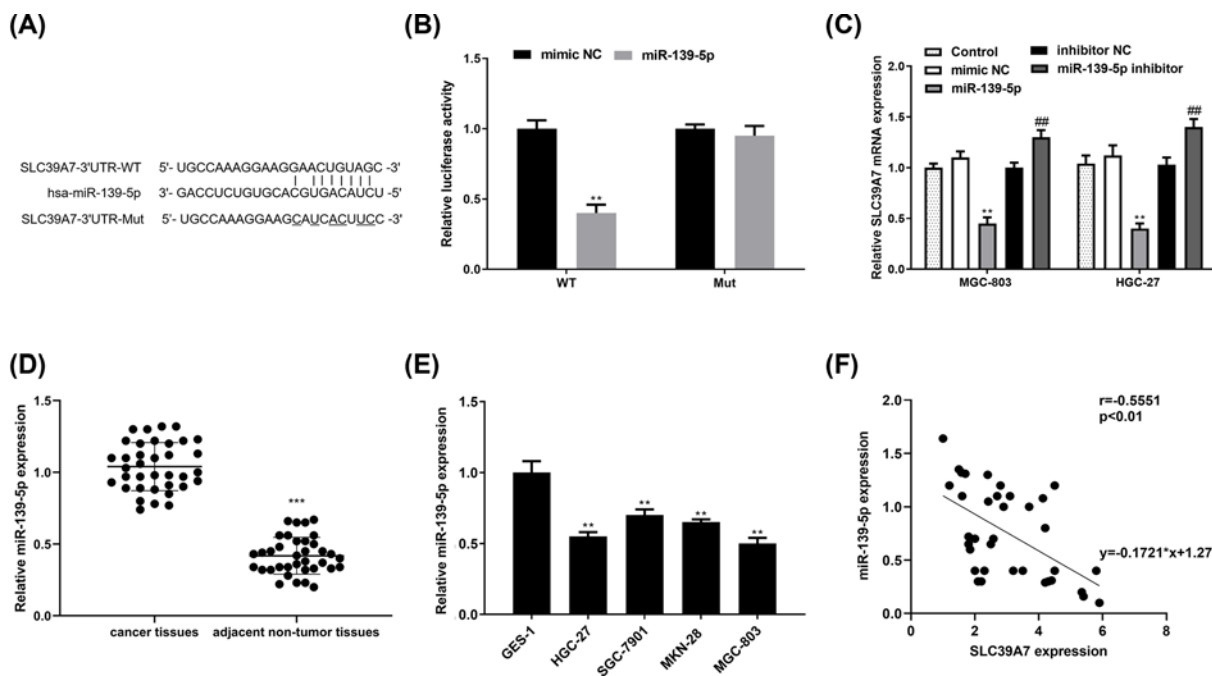 (A)
SLC39A7-3'UTR-WT 5'- UGCCAAAGGAAGGAACUGUAGC -3'
hsa-miR-139-5p 3'- GACCUCUGUGCACGUGACAUCU -5'
SLC39A7-3'UTR-Mut 5'- UGCCAAAGGAAGCAUCACUUCC -3'
(B)
mimic NC miR-139-5p
Relative luciferase activity
1.5
1.0
0.5
0.0
**
WT Mut
(C)
Control inhibitor NC
mimic NC miR-139-5p inhibitor
miR-139-5p
Relative SLC39A7 mRNA expression
2.0
1.5
1.0
0.5
0.0
** ## ** ##
MGC-803 HGC-27
(D)
Relative miR-139-5p expression
1.5
1.0
0.5
0.0
***
cancer tissues adjacent non-tumor tissues
(E)
Relative miR-139-5p expression
1.5
1.0
0.5
0.0
** ** ** **
GES-1 HGC-27 SGC-7901 MKN-28 MGC-803
(F)
r=-0.5551
p<0.01
miR-139-5p expression
2.0
1.5
1.0
0.5
0.0
y=-0.1721*x+1.27
0 2 4 6 8
SLC39A7 expression